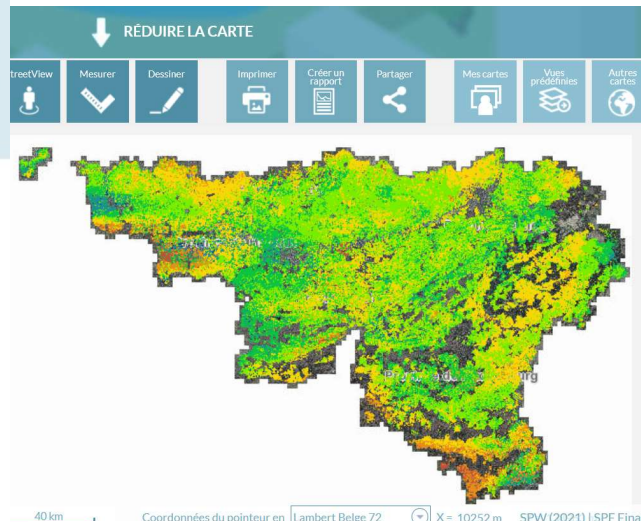 RÉDUIRE LA CARTE
treetView
Mesurer
Dessiner
Imprimer
Créer un
rapport
Partager
Mes cartes
Vues
prédéfinies
Autres
cartes
40 km
Coordonnées du pointeur en
Lambert Belge 72
X = 10252 m
SPW (2021) | SPF Fina